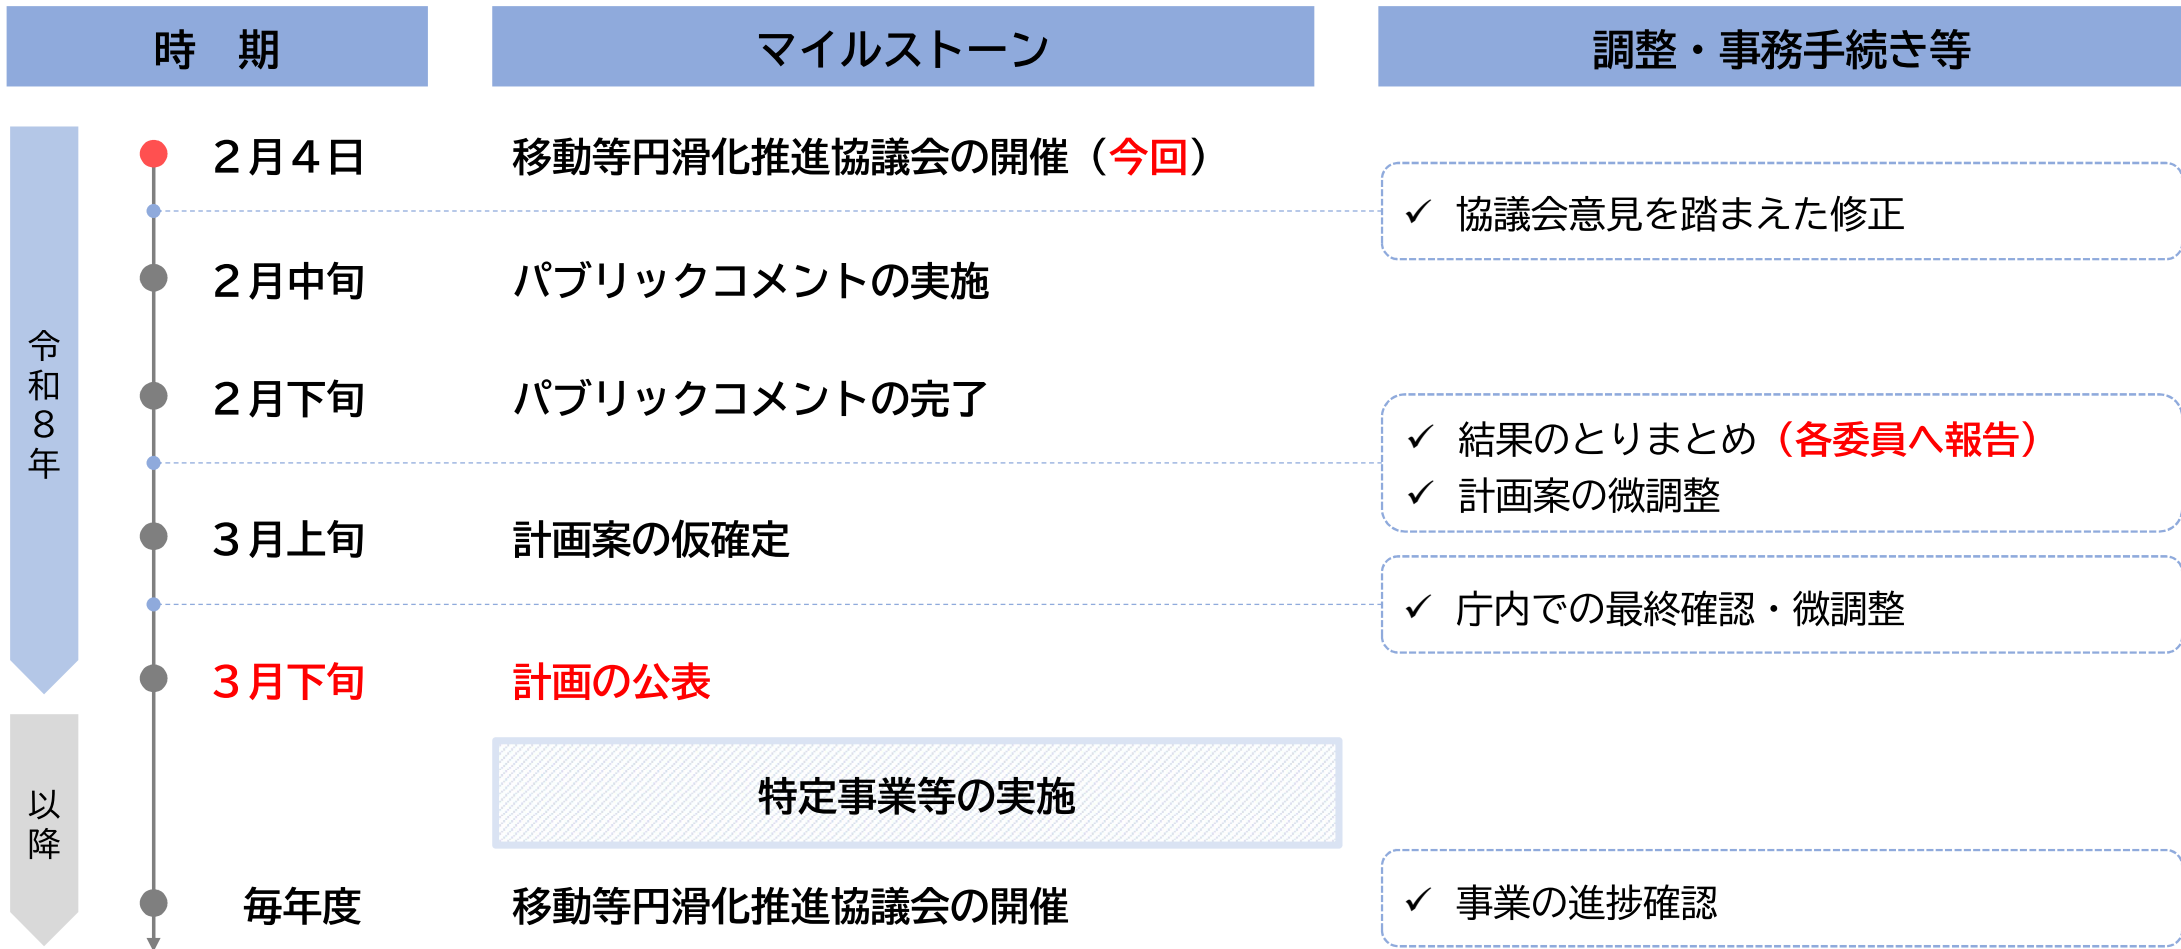 時　期
マイルストーン
調整・事務手続き等
令和８年
２月４日
移動等円滑化推進協議会の開催（今回）
✓ 協議会意見を踏まえた修正
２月中旬
パブリックコメントの実施
２月下旬
パブリックコメントの完了
✓ 結果のとりまとめ（各委員へ報告）
✓ 計画案の微調整
３月上旬
計画案の仮確定
✓ 庁内での最終確認・微調整
３月下旬
計画の公表
以降
特定事業等の実施
毎年度
移動等円滑化推進協議会の開催
✓ 事業の進捗確認